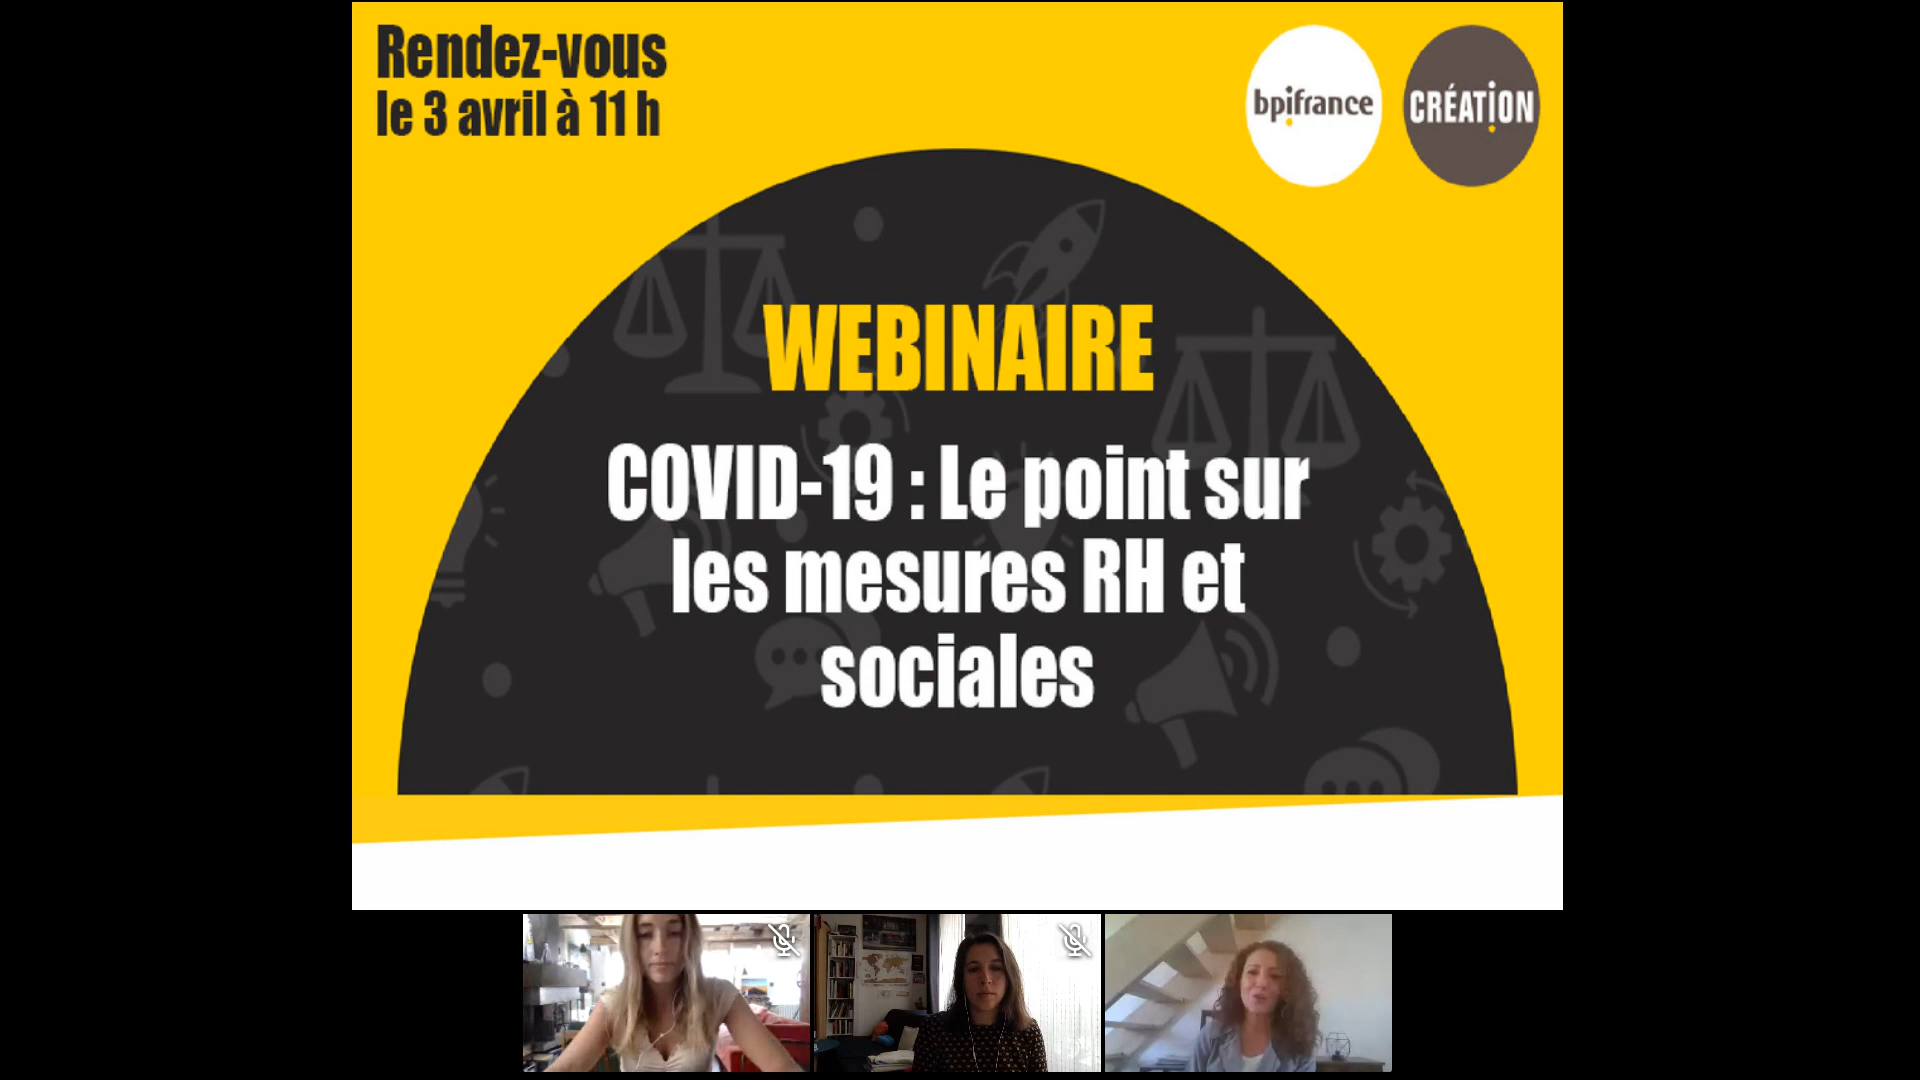 Rendez-vous
le 3 avril à 11 h
bpifrance
CRÉATION
WEBINAIRE
COVID-19 : Le point sur
les mesures RH et
sociales